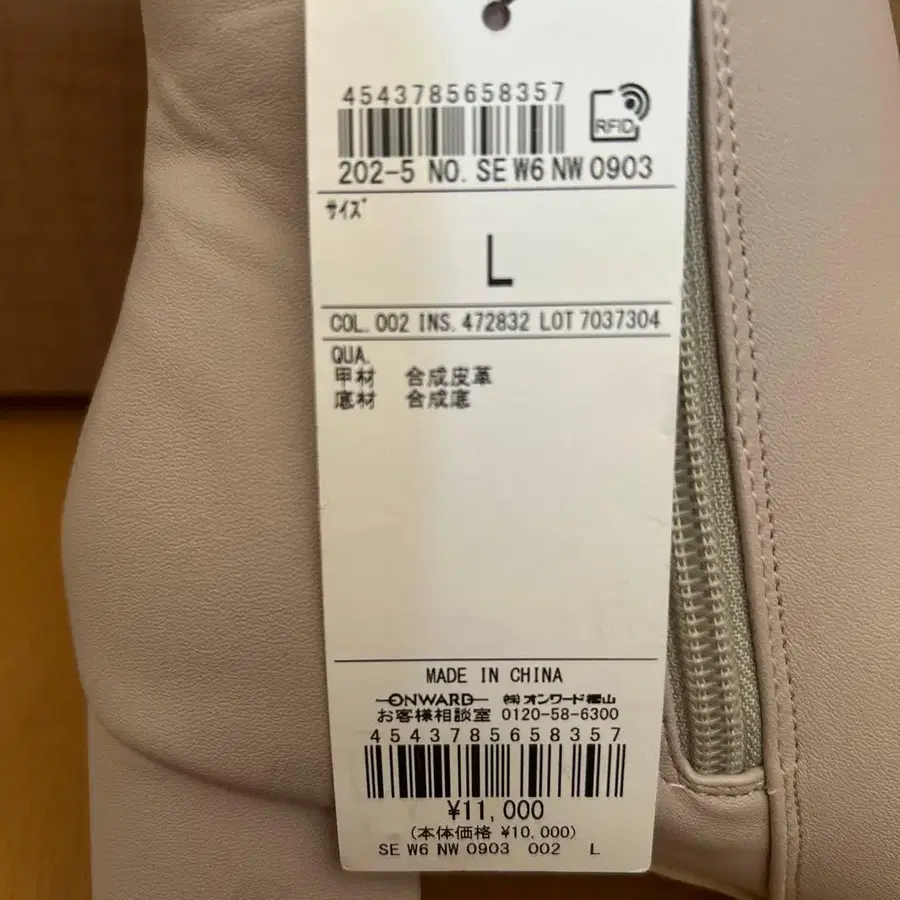 4543785658357
RFID
202-5 NO. SE W6 NW 0903
ｻｲｽﾞ
L
COL. 002 INS. 472832 LOT 7037304
QUA.
甲材 合成皮革
底材 合成底
MADE IN CHINA
ONWARD ㈱オンワード樫山
お客様相談室 0120-58-6300
4543785658357
¥11,000
(本体価格 ¥10,000)
SE W6 NW 0903 002 L